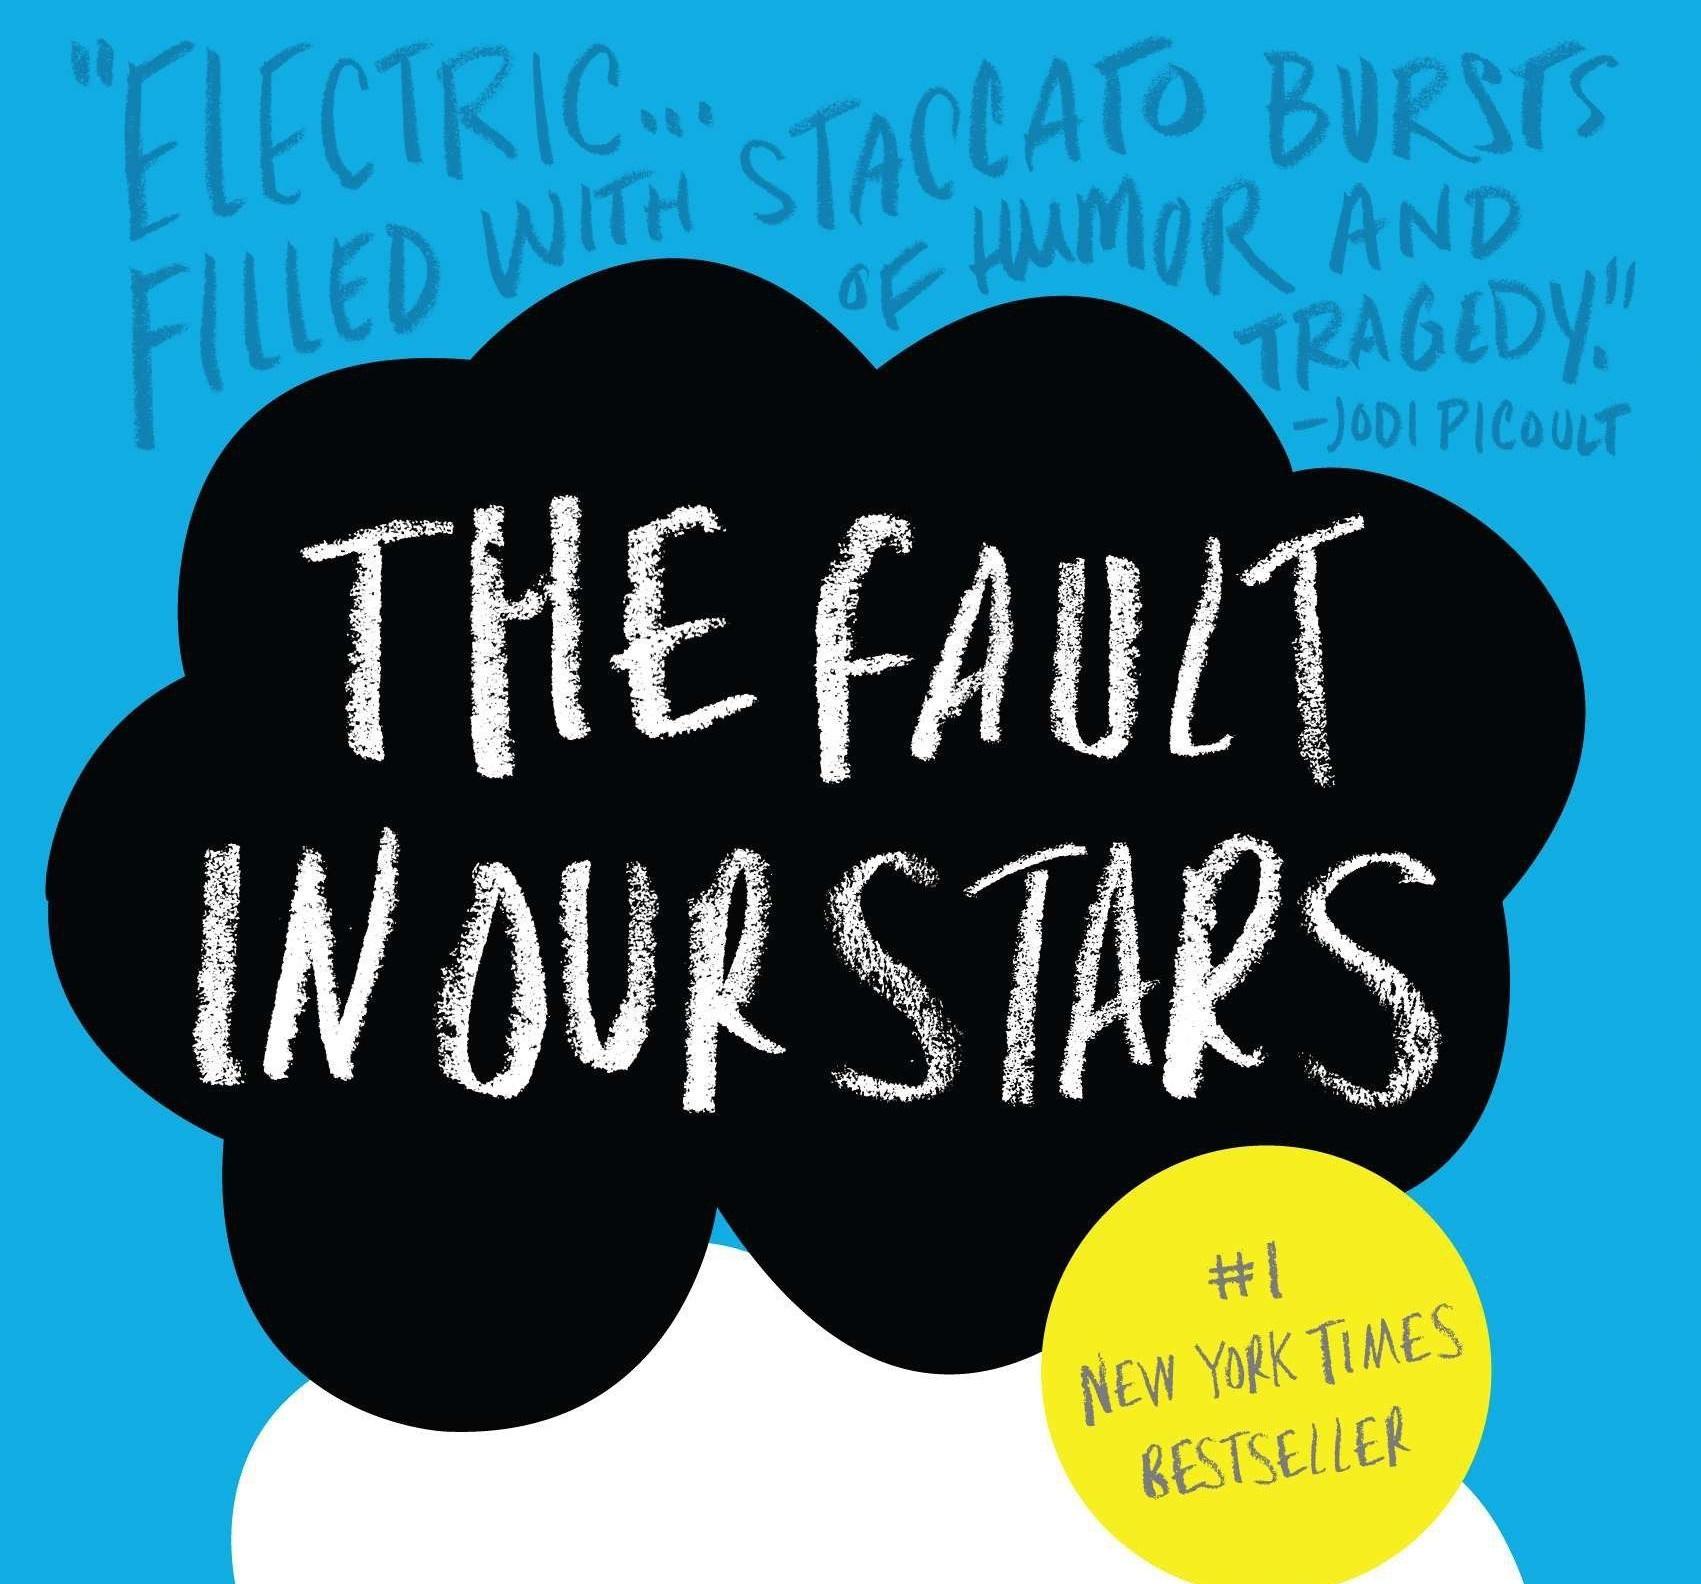 "ELECTRIC... STACCATO BURSTS
FILLED WITH OF HUMOR AND
TRAGEDY."
-JODI PICOULT
THE FAULT
IN OUR STARS
#1
NEW YORK TIMES
BESTSELLER